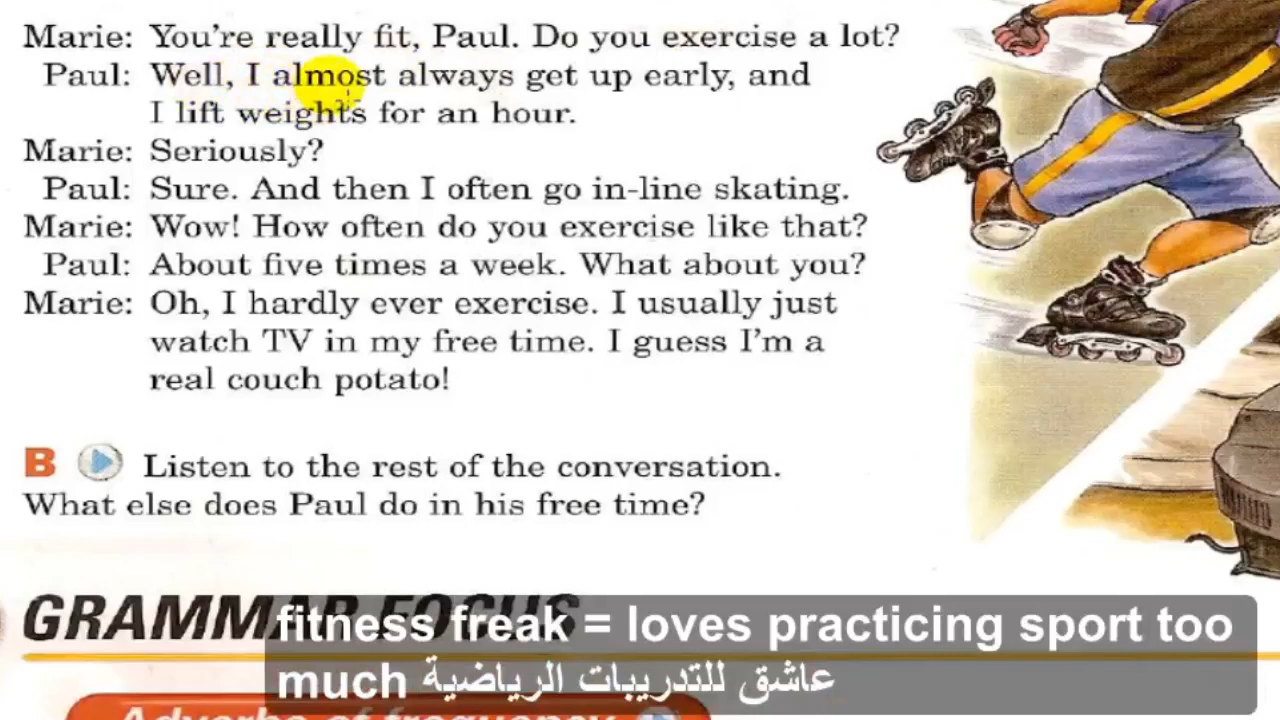 Marie: You're really fit, Paul. Do you exercise a lot?
Paul: Well, I almost always get up early, and
I lift weights for an hour.
Marie: Seriously?
Paul: Sure. And then I often go in-line skating.
Marie: Wow! How often do you exercise like that?
Paul: About five times a week. What about you?
Marie: Oh, I hardly ever exercise. I usually just
watch TV in my free time. I guess I'm a
real couch potato!
B Listen to the rest of the conversation.
What else does Paul do in his free time?
GRAMMAR FOCUS
fitness freak = loves practicing sport too
much عاشق للتدريبات الرياضية
Adverbs of frequency